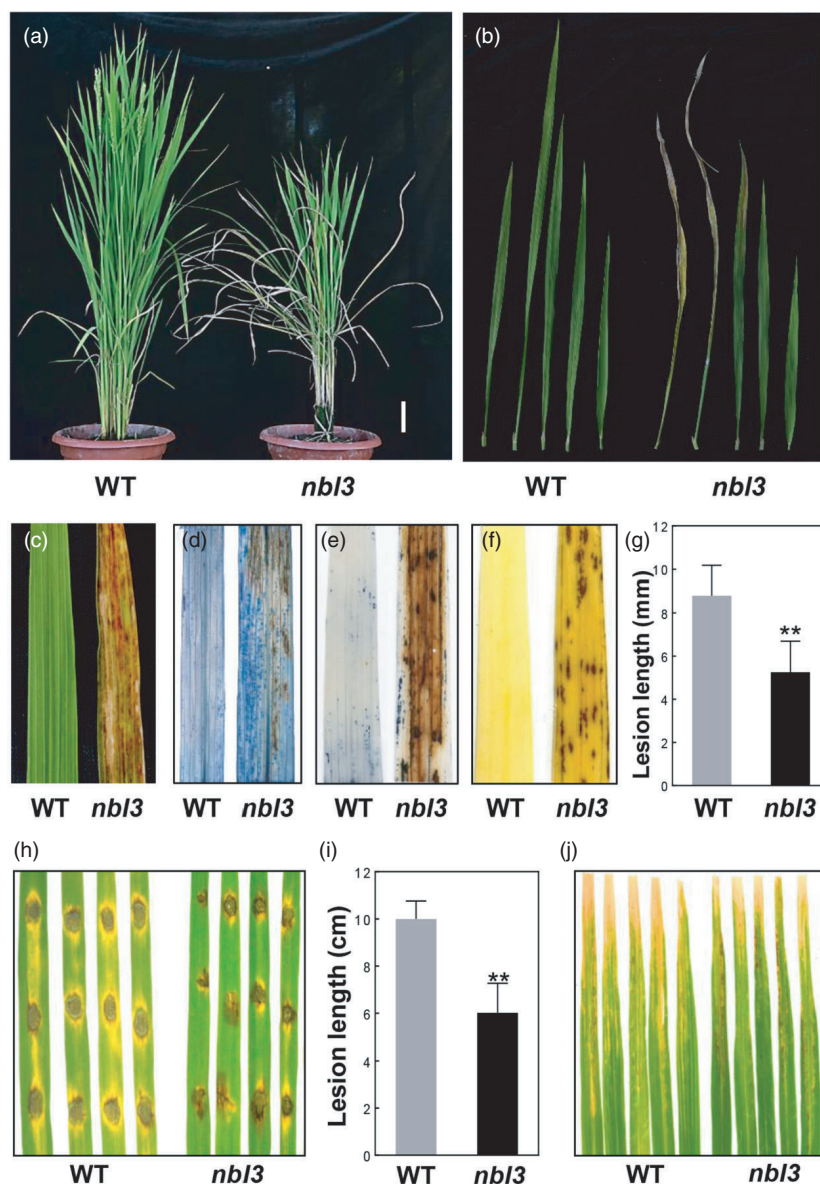 (a)
(b)
WT nbl3
WT nbl3
(c)
(d)
(e)
(f)
(g)
12
10
8
6
4
2
0
Lesion length (mm)
**
WT nbl3
WT nbl3
WT nbl3
WT nbl3
WT nbl3
(h)
(i)
(j)
12
10
8
6
4
2
0
Lesion length (cm)
**
WT nbl3
WT nbl3
WT nbl3